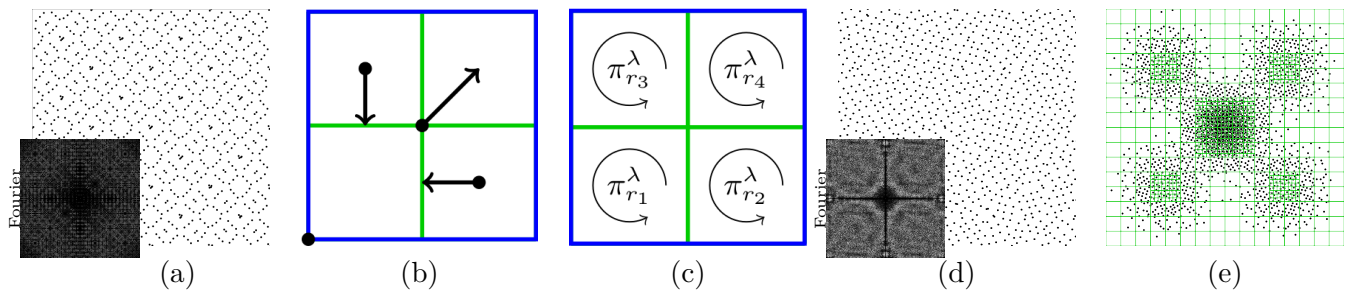 π^λ_{r_3} π^λ_{r_4}
π^λ_{r_1} π^λ_{r_2}
Fourier
Fourier
(a) (b) (c) (d) (e)